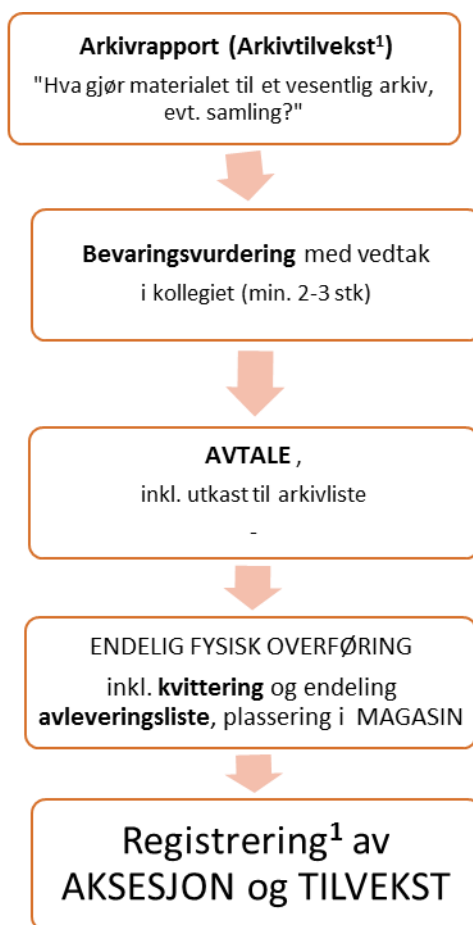 Arkivrapport (Arkivtilvekst¹)
"Hva gjør materialet til et vesentlig arkiv,
evt. samling?"
Bevaringsvurdering med vedtak
i kollegiet (min. 2-3 stk)
AVTALE ,
inkl. utkast til arkivliste
-
ENDELIG FYSISK OVERFØRING
inkl. kvittering og endeling
avleveringsliste, plassering i MAGASIN
Registrering¹ av
AKSESJON og TILVEKST